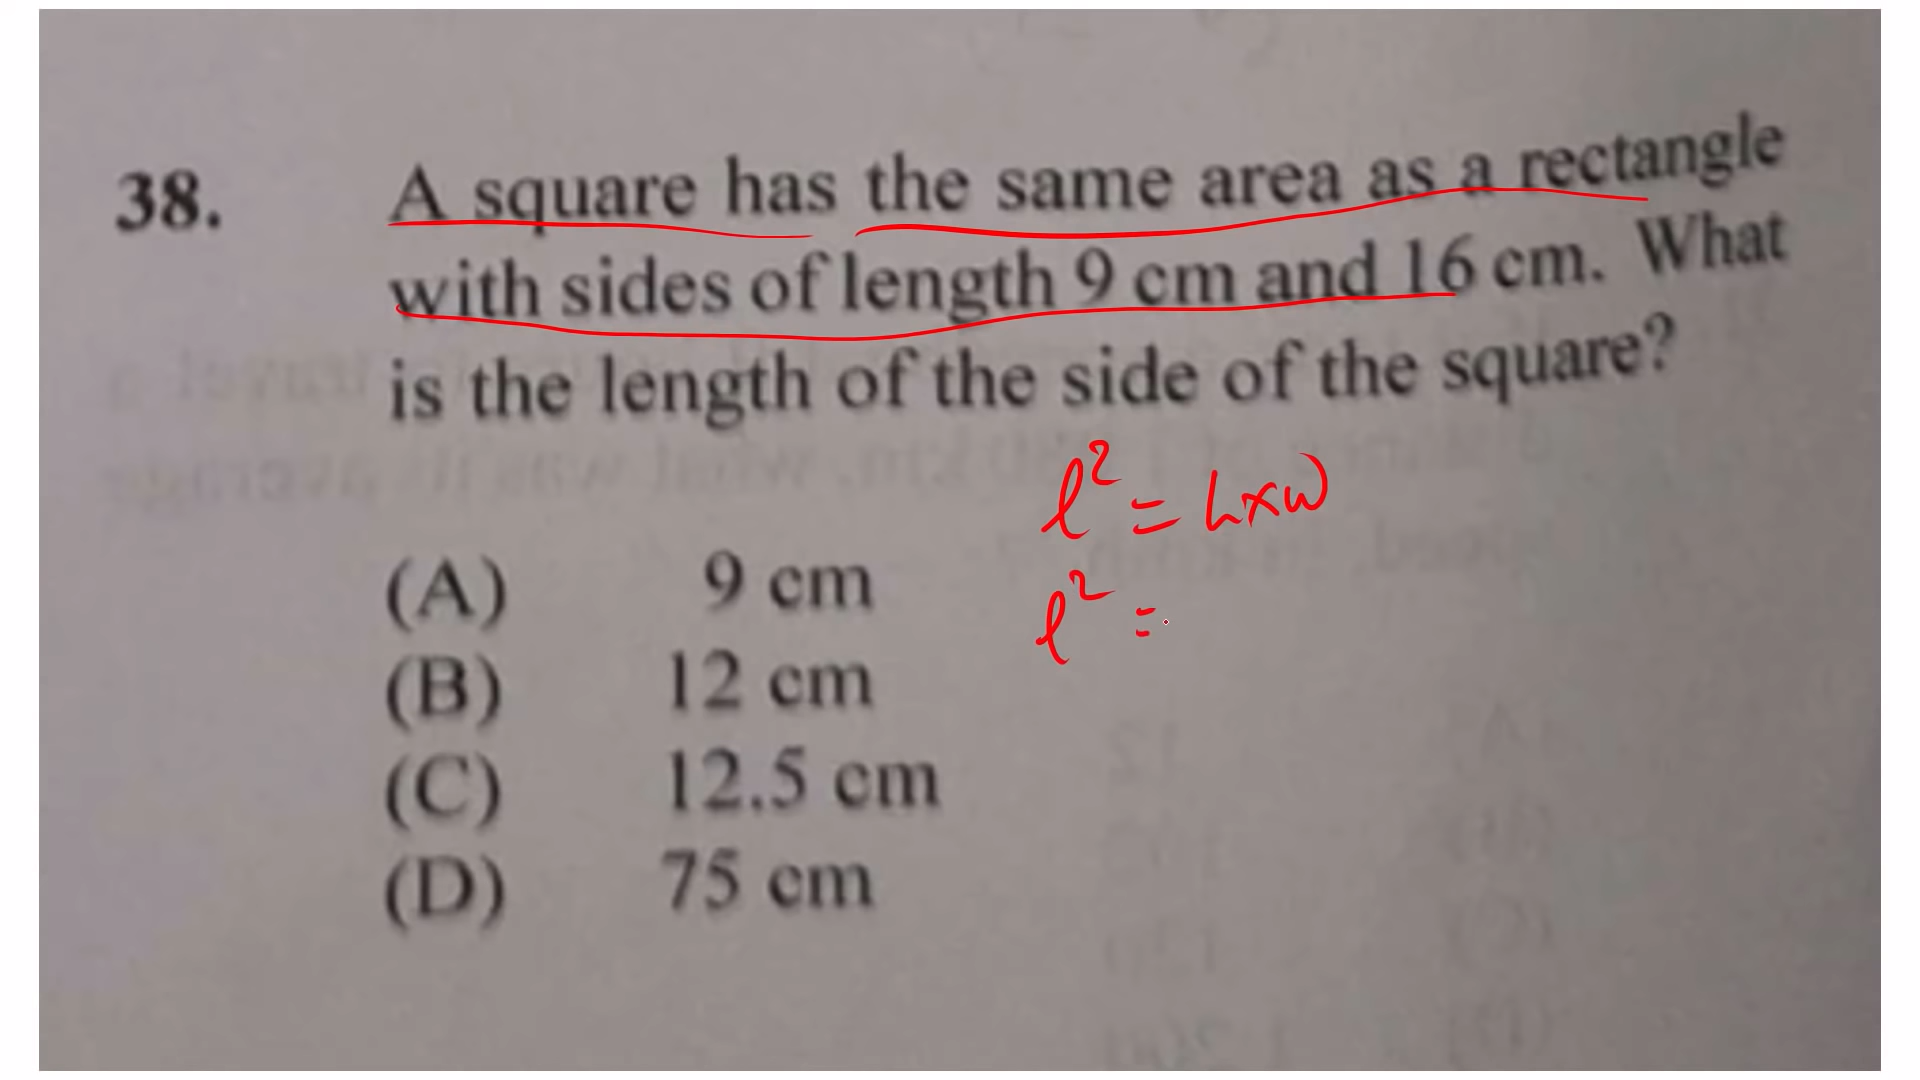 38. A square has the same area as a rectangle
with sides of length 9 cm and 16 cm. What
is the length of the side of the square?
l² = L×W
l² =
(A) 9 cm
(B) 12 cm
(C) 12.5 cm
(D) 75 cm